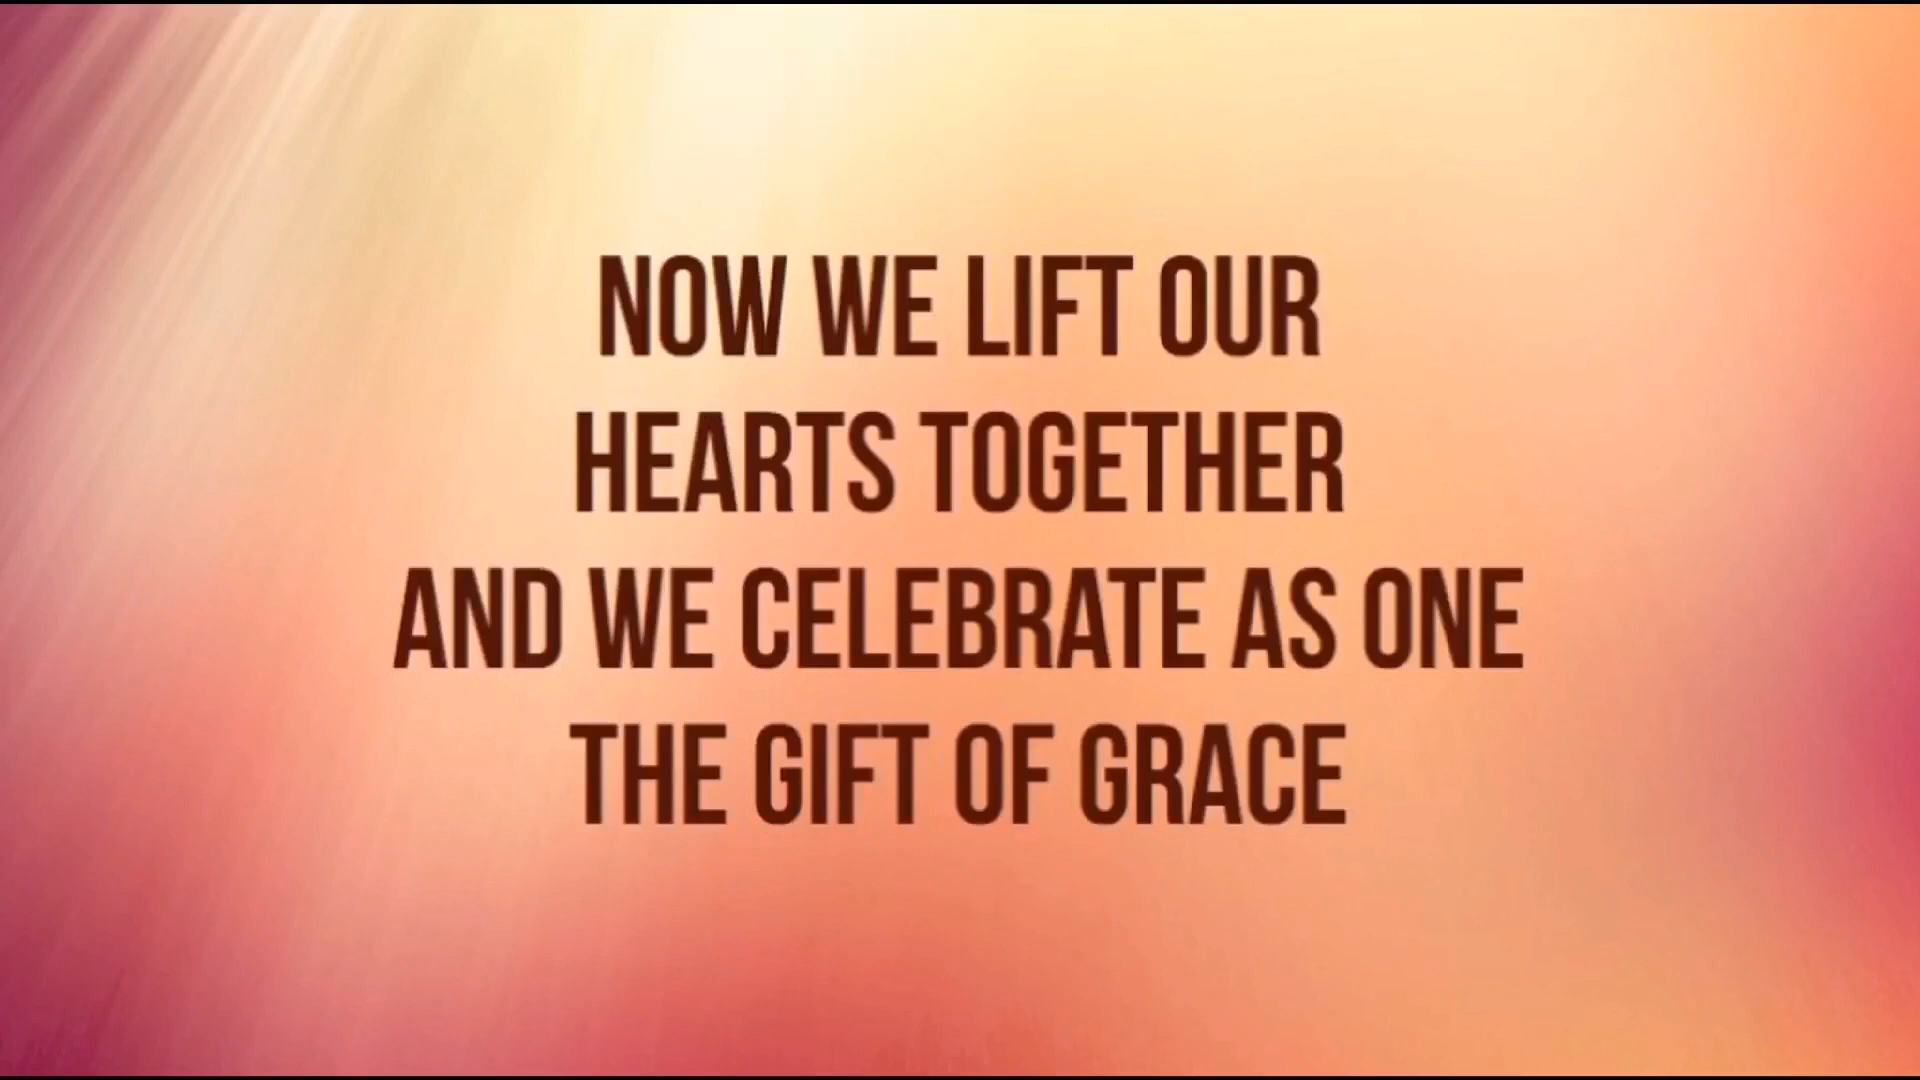 NOW WE LIFT OUR
HEARTS TOGETHER
AND WE CELEBRATE AS ONE
THE GIFT OF GRACE